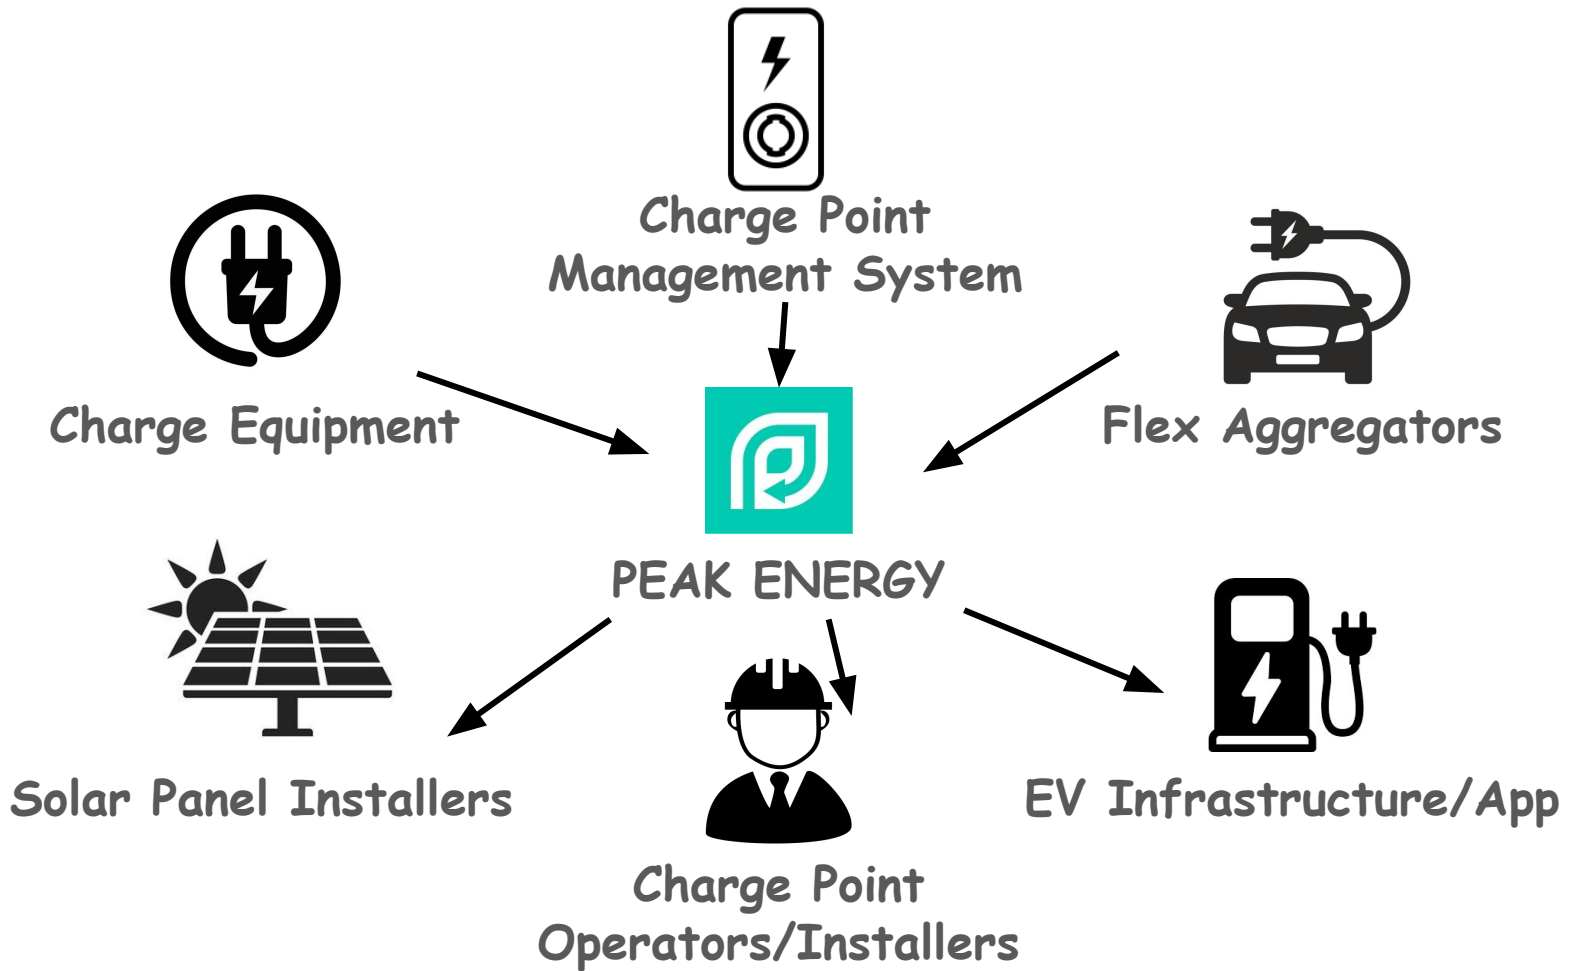 Charge Point
Management System
Charge Equipment
Flex Aggregators
PEAK ENERGY
Solar Panel Installers
EV Infrastructure/App
Charge Point
Operators/Installers